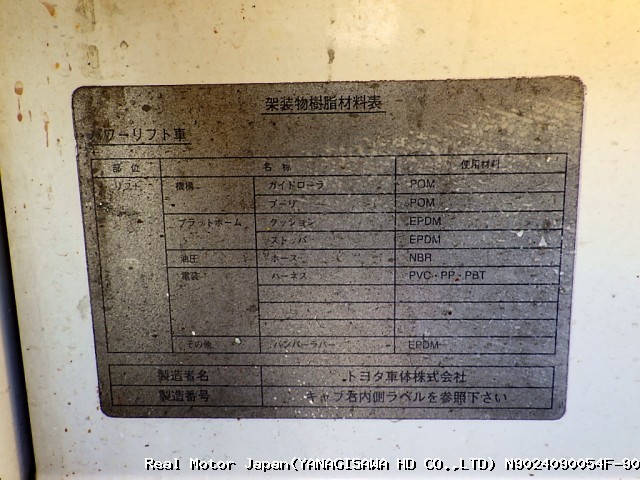 架装物樹脂材料表
パワーリフト車
部位 名称 使用材料
リフト 機構 ガイドローラ POM
プーリ POM
プラットホーム クッション EPDM
ストッパ EPDM
油圧 ホース NBR
電装 ハーネス PVC・PP・PBT
その他 バンパーラバー EPDM
製造者名 トヨタ車体株式会社
製造番号 キャブ右内側ラベルを参照下さい
Real Motor Japan(YANAGISAWA HD CO.,LTD) N9024090054F-90